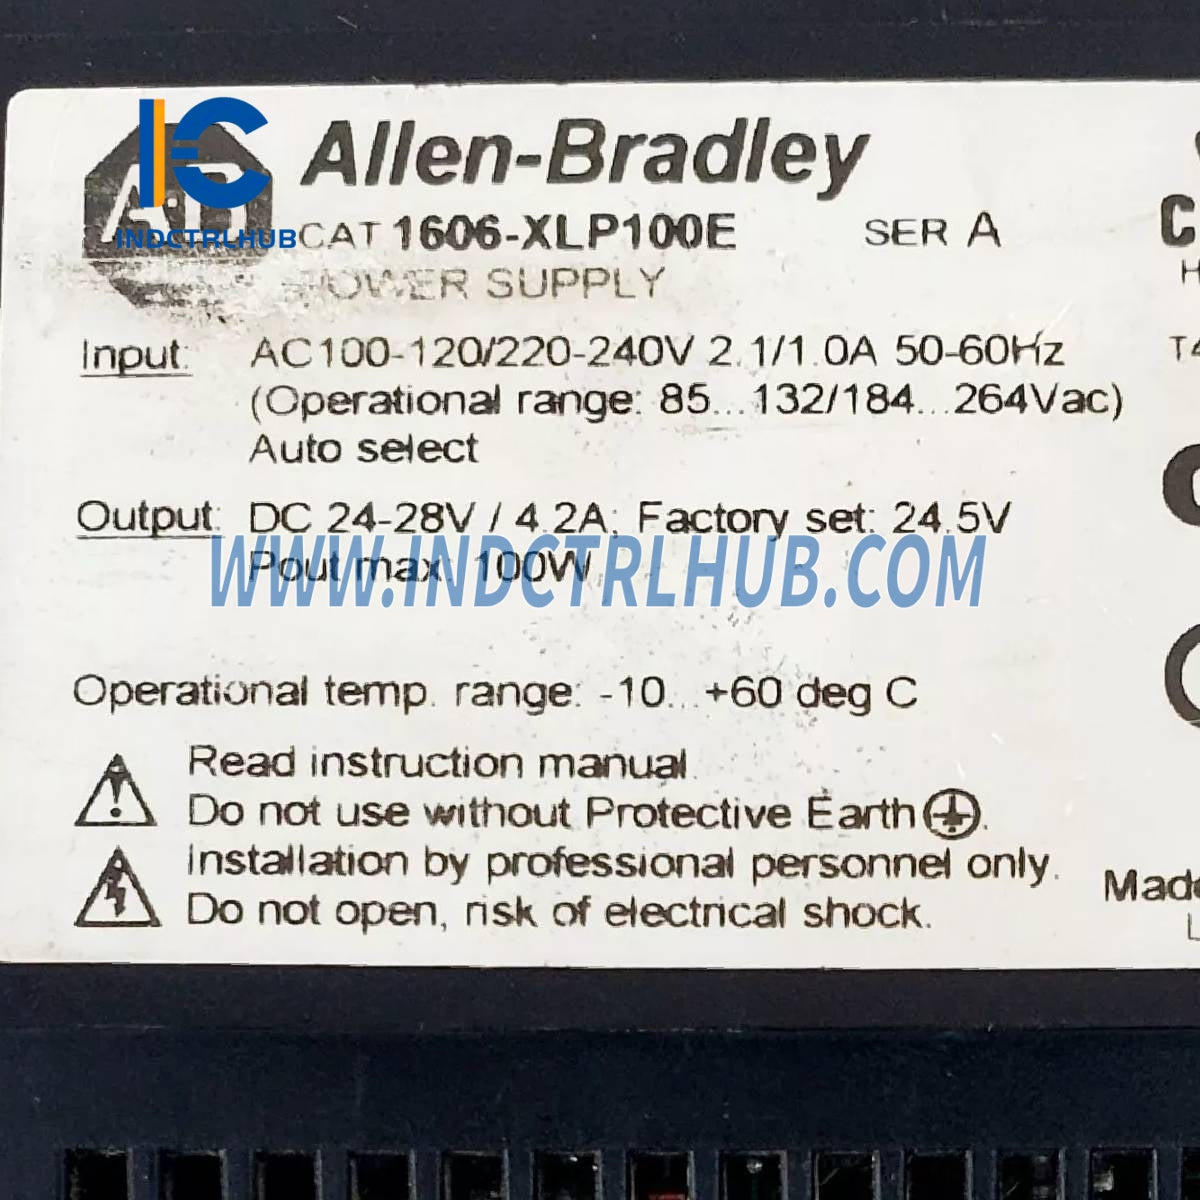 IC
INDCTRLHUB
Allen-Bradley
CAT 1606-XLP100E SER A
POWER SUPPLY
Input: AC100-120/220-240V 2.1/1.0A 50-60Hz
(Operational range: 85...132/184...264Vac)
Auto select
Output: DC 24-28V / 4.2A; Factory set: 24.5V
Pout max. 100W
WWW.INDCTRLHUB.COM
Operational temp. range: -10...+60 deg C
Read instruction manual.
Do not use without Protective Earth.
Installation by professional personnel only.
Do not open, risk of electrical shock.